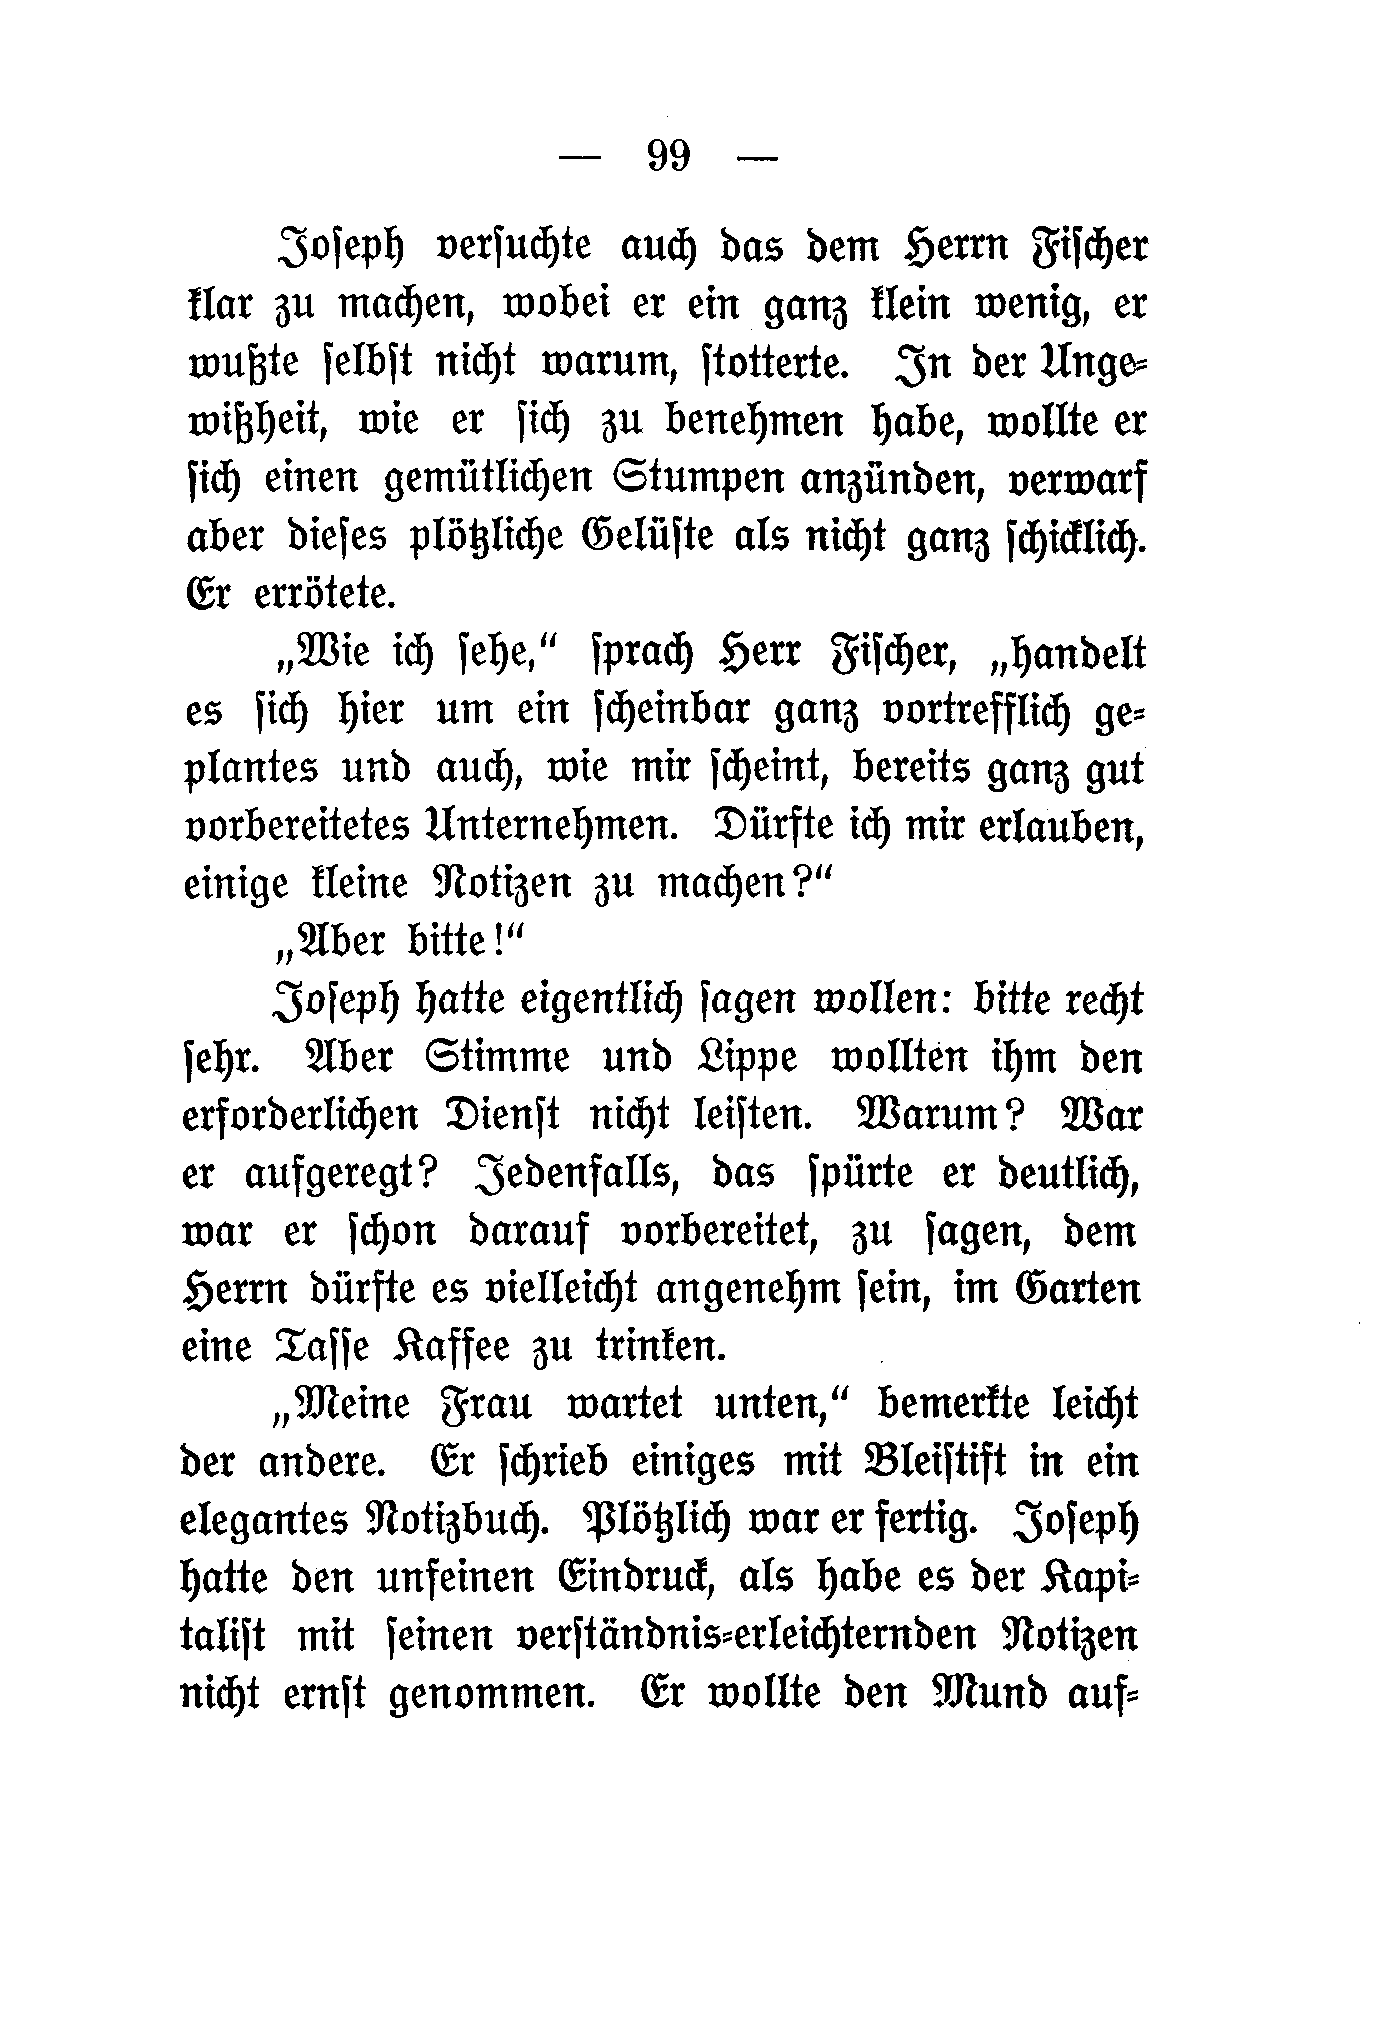 — 99 —
Joſeph verſuchte auch das dem Herrn Fiſcher
klar zu machen, wobei er ein ganz klein wenig, er
wußte ſelbſt nicht warum, ſtotterte. In der Unge-
wißheit, wie er ſich zu benehmen habe, wollte er
ſich einen gemütlichen Stumpen anzünden, verwarf
aber dieſes plötzliche Gelüſte als nicht ganz ſchicklich.
Er errötete.
„Wie ich ſehe,“ ſprach Herr Fiſcher, „handelt
es ſich hier um ein ſcheinbar ganz vortrefflich ge-
plantes und auch, wie mir ſcheint, bereits ganz gut
vorbereitetes Unternehmen. Dürfte ich mir erlauben,
einige kleine Notizen zu machen?“
„Aber bitte!“
Joſeph hatte eigentlich ſagen wollen: bitte recht
ſehr. Aber Stimme und Lippe wollten ihm den
erforderlichen Dienſt nicht leiſten. Warum? War
er aufgeregt? Jedenfalls, das ſpürte er deutlich,
war er ſchon darauf vorbereitet, zu ſagen, dem
Herrn dürfte es vielleicht angenehm ſein, im Garten
eine Taſſe Kaffee zu trinken.
„Meine Frau wartet unten,“ bemerkte leicht
der andere. Er ſchrieb einiges mit Bleiſtift in ein
elegantes Notizbuch. Plötzlich war er fertig. Joſeph
hatte den unfeinen Eindruck, als habe es der Kapi-
taliſt mit ſeinen verſtändnis-erleichternden Notizen
nicht ernſt genommen. Er wollte den Mund auf-